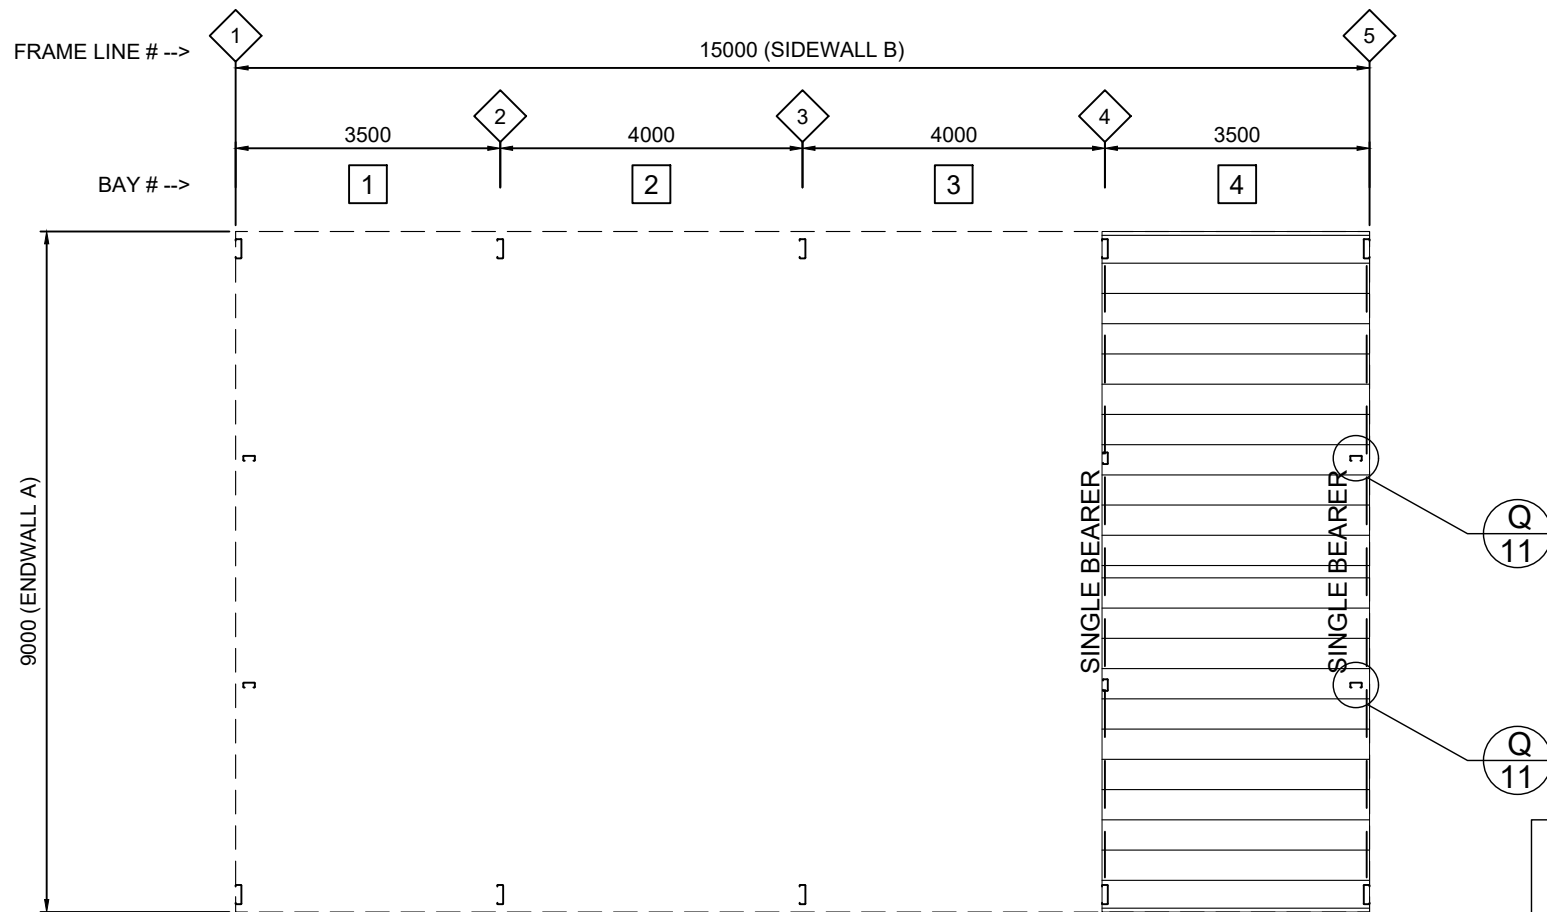 1
5
FRAME LINE # -->
15000 (SIDEWALL B)
2
3
4
3500
4000
4000
3500
BAY # -->
1
2
3
4
9000 (ENDWALL A)
SINGLE BEARER
SINGLE BEARER
Q
11
Q
11